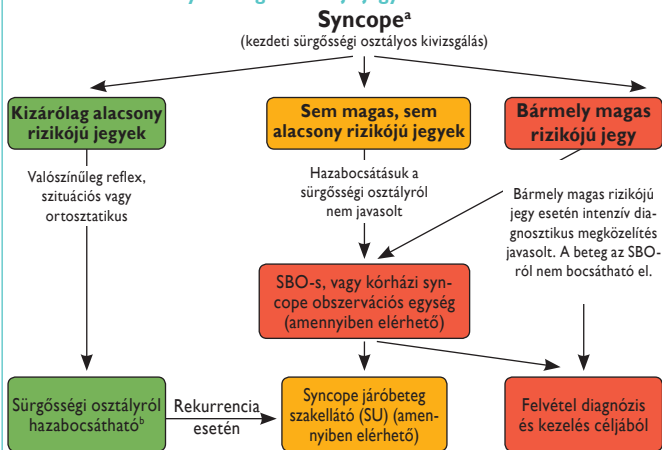 Syncopeᵃ
(kezdeti sürgősségi osztályos kivizsgálás)
Kizárólag alacsony
rizikójú jegyek
Sem magas, sem
alacsony rizikójú jegyek
Bármely magas
rizikójú jegy
Valószínűleg reflex,
szituációs vagy
ortosztatikus
Hazabocsátásuk a
sürgősségi osztályról
nem javasolt
Bármely magas rizikójú
jegy esetén intenzív dia-
gnosztikus megközelítés
javasolt. A beteg az SBO-
ról nem bocsátható el.
SBO-s, vagy kórházi syn-
cope obszervációs egység
(amennyiben elérhető)
Sürgősségi osztályról
hazabocsáthatóᵇ
Rekurrencia
esetén
Syncope járóbeteg
szakellátó (SU) (amen-
nyiben elérhető)
Felvétel diagnózis
és kezelés céljából